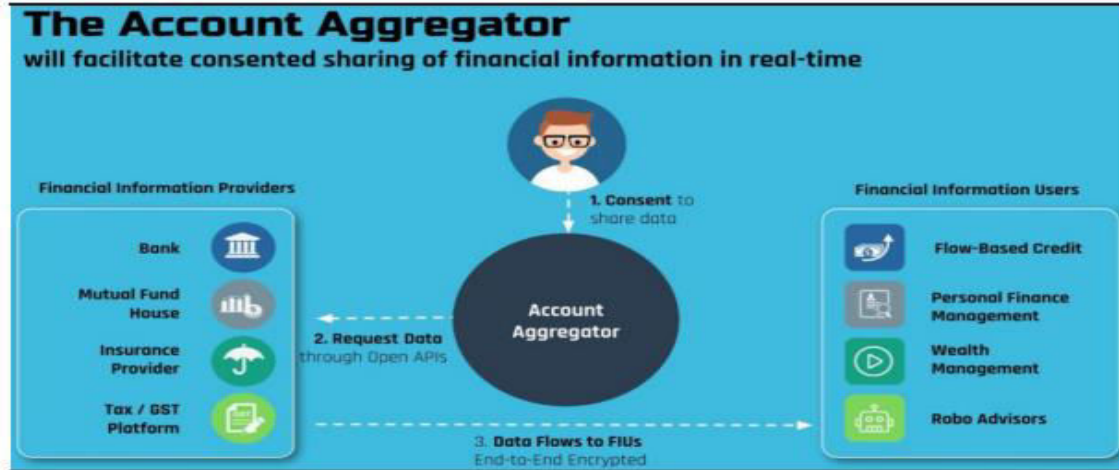 The Account Aggregator
will facilitate consented sharing of financial information in real-time
Financial Information Providers
Bank
Mutual Fund
House
Insurance
Provider
Tax / GST
Platform
1. Consent to
share data
Account
Aggregator
2. Request Data
through Open APIs
3. Data Flows to FIUs
End-to-End Encrypted
Financial Information Users
Flow-Based Credit
Personal Finance
Management
Wealth
Management
Robo Advisors